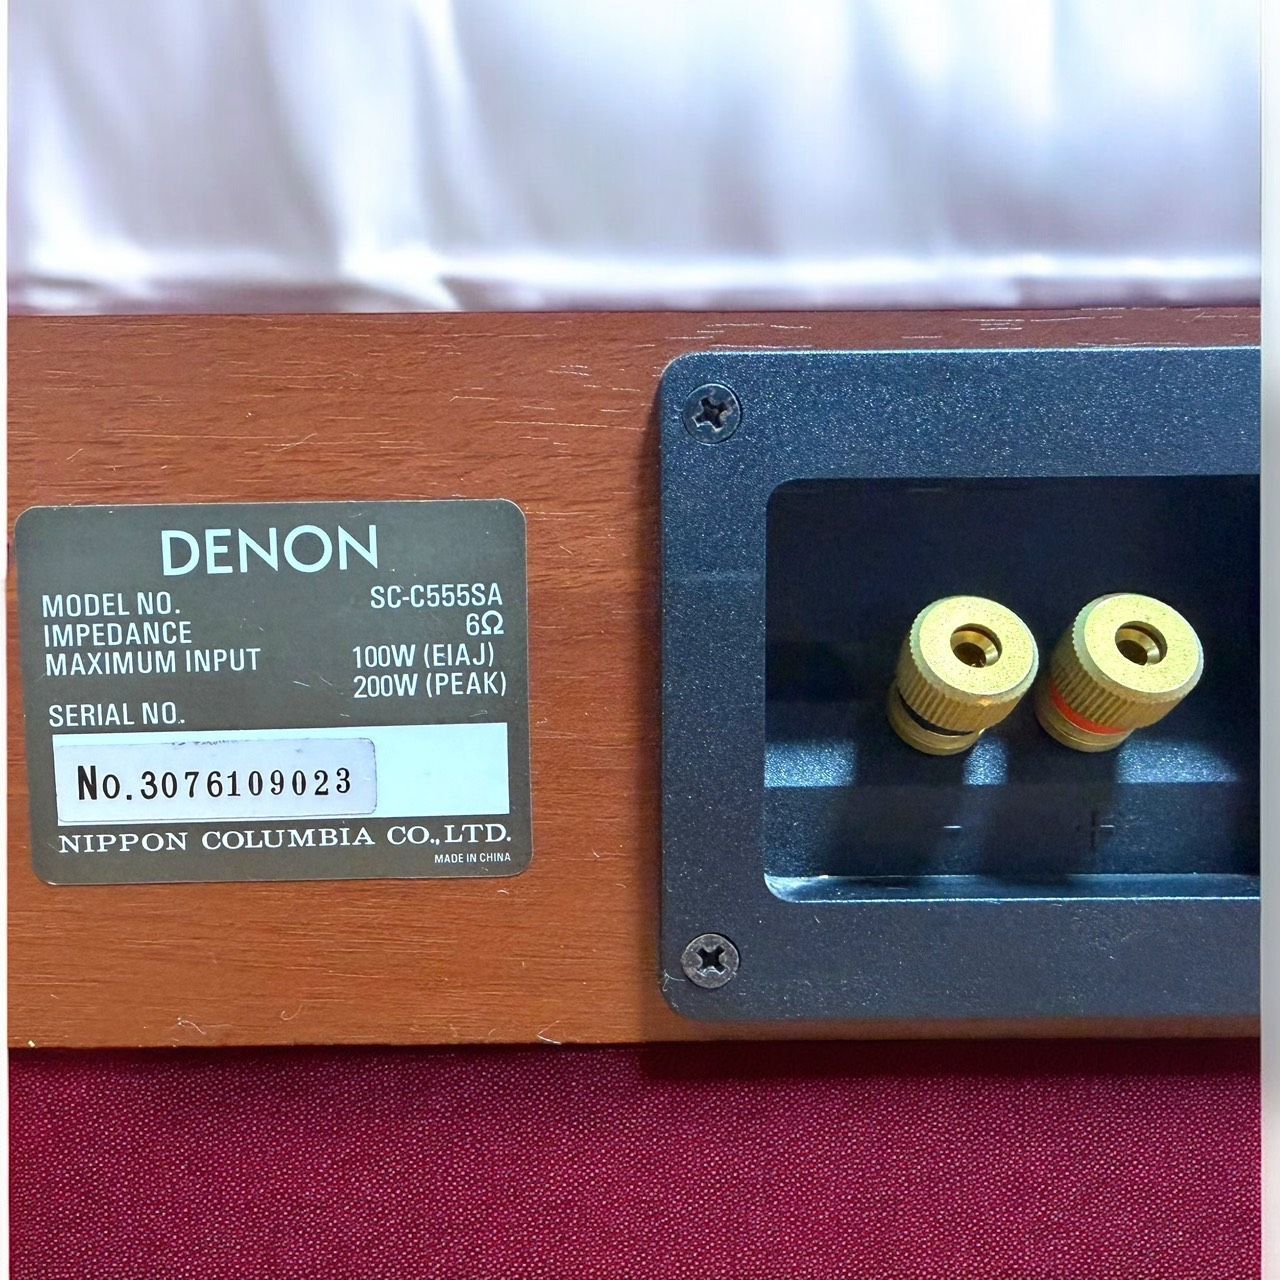 DENON
MODEL NO. SC-C555SA
IMPEDANCE 6Ω
MAXIMUM INPUT 100W (EIAJ)
200W (PEAK)
SERIAL NO.
No.3076109023
NIPPON COLUMBIA CO.,LTD.
MADE IN CHINA
- +